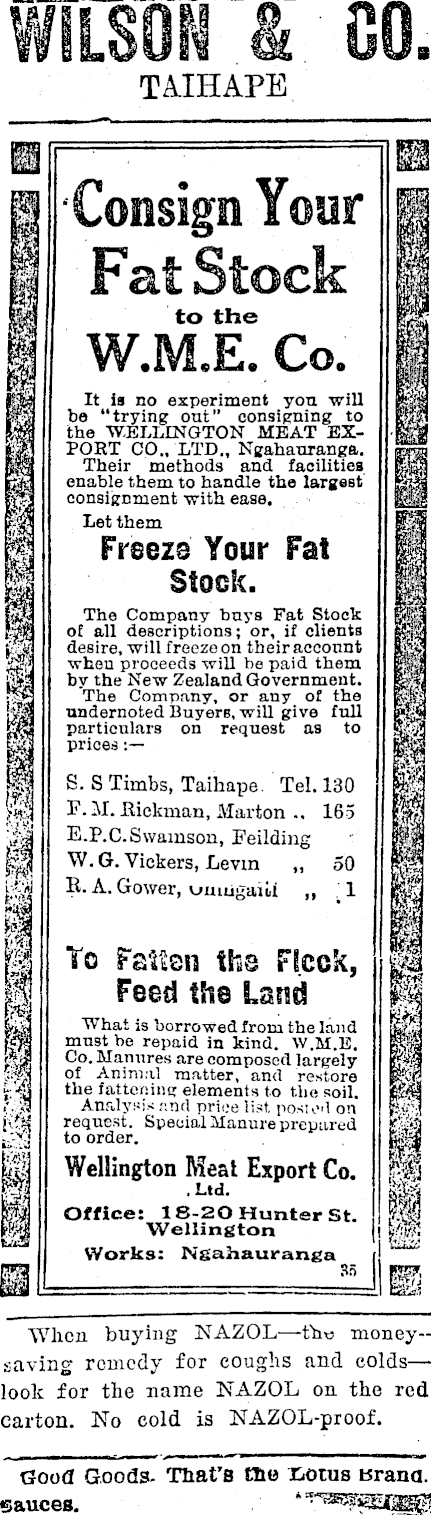 WILSON & CO.
TAIHAPE
Consign Your
Fat Stock
to the
W.M.E. Co.
It is no experiment you will
be "trying out" consigning to
the WELLINGTON MEAT EX-
PORT CO., LTD., Ngahauranga.
Their methods and facilities
enable them to handle the largest
consignment with ease.
Let them
Freeze Your Fat
Stock.
The Company buys Fat Stock
of all descriptions; or, if clients
desire, will freeze on their account
when proceeds will be paid them
by the New Zealand Government.
The Company, or any of the
undernoted Buyers, will give full
particulars on request as to
prices :—
S. S Timbs, Taihape. Tel. 130
F. M. Rickman, Marton .. 165
E.P.C. Swainson, Feilding
W. G. Vickers, Levin ,, 50
R. A. Gower, ,, 1
To Fatten the Flock,
Feed the Land
What is borrowed from the land
must be repaid in kind. W.M.E.
Co. Manures are composed largely
of Animal matter, and restore
the fattening elements to the soil.
Analysis and price list posted on
request. Special Manure prepared
to order.
Wellington Meat Export Co.
Ltd.
Office: 18-20 Hunter St.
Wellington
Works: Ngahauranga
35
When buying NAZOL—the money-
saving remedy for coughs and colds—
look for the name NAZOL on the red
carton. No cold is NAZOL-proof.
Good Goods. That's the Lotus Brand.
Sauces.